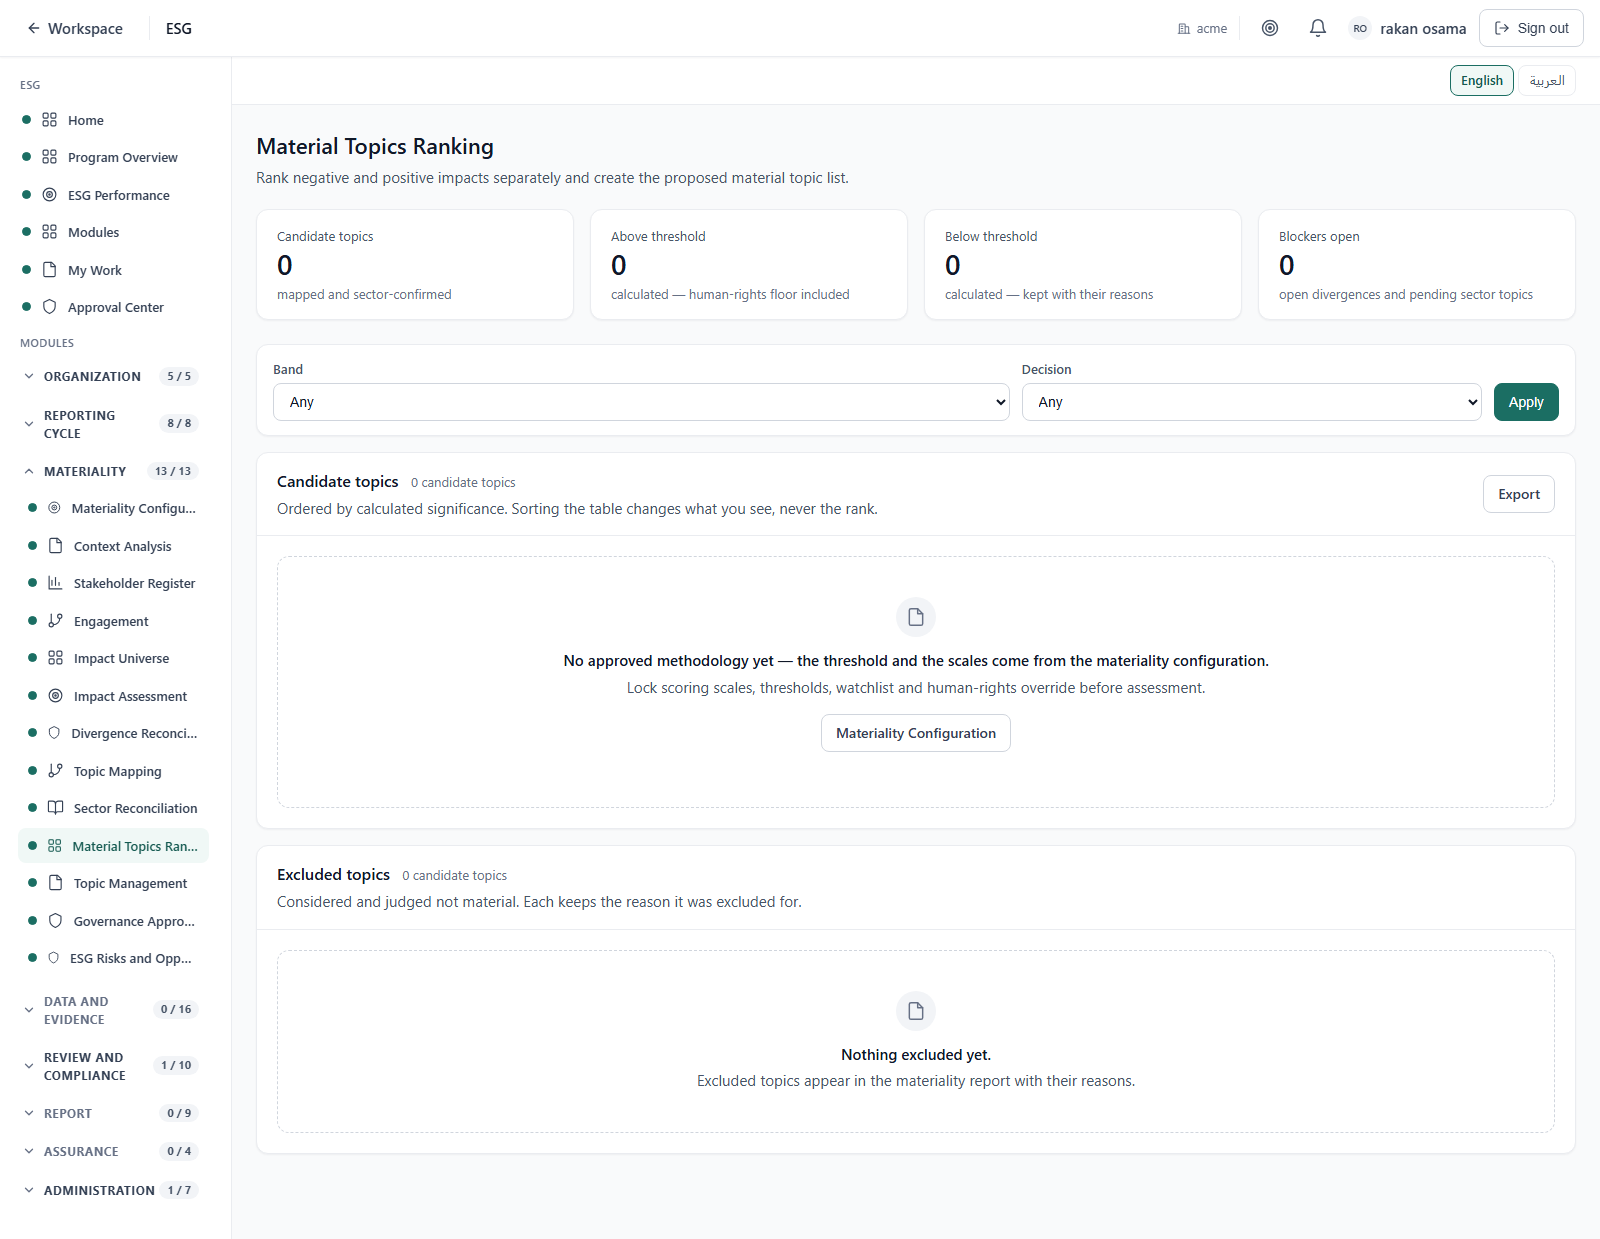 Workspace
ESG
acme
RO
rakan osama
Sign out
English
العربية
ESG
Home
Program Overview
ESG Performance
Modules
My Work
Approval Center
MODULES
ORGANIZATION 5 / 5
REPORTING
CYCLE
8 / 8
MATERIALITY 13 / 13
Materiality Configu...
Context Analysis
Stakeholder Register
Engagement
Impact Universe
Impact Assessment
Divergence Reconci...
Topic Mapping
Sector Reconciliation
Material Topics Ran...
Topic Management
Governance Appro...
ESG Risks and Opp...
DATA AND
EVIDENCE
0 / 16
REVIEW AND
COMPLIANCE
1 / 10
REPORT 0 / 9
ASSURANCE 0 / 4
ADMINISTRATION 1 / 7
Material Topics Ranking
Rank negative and positive impacts separately and create the proposed material topic list.
Candidate topics
0
mapped and sector-confirmed
Above threshold
0
calculated — human-rights floor included
Below threshold
0
calculated — kept with their reasons
Blockers open
0
open divergences and pending sector topics
Band
Any
Decision
Any
Apply
Candidate topics 0 candidate topics
Ordered by calculated significance. Sorting the table changes what you see, never the rank.
Export
No approved methodology yet — the threshold and the scales come from the materiality configuration.
Lock scoring scales, thresholds, watchlist and human-rights override before assessment.
Materiality Configuration
Excluded topics 0 candidate topics
Considered and judged not material. Each keeps the reason it was excluded for.
Nothing excluded yet.
Excluded topics appear in the materiality report with their reasons.